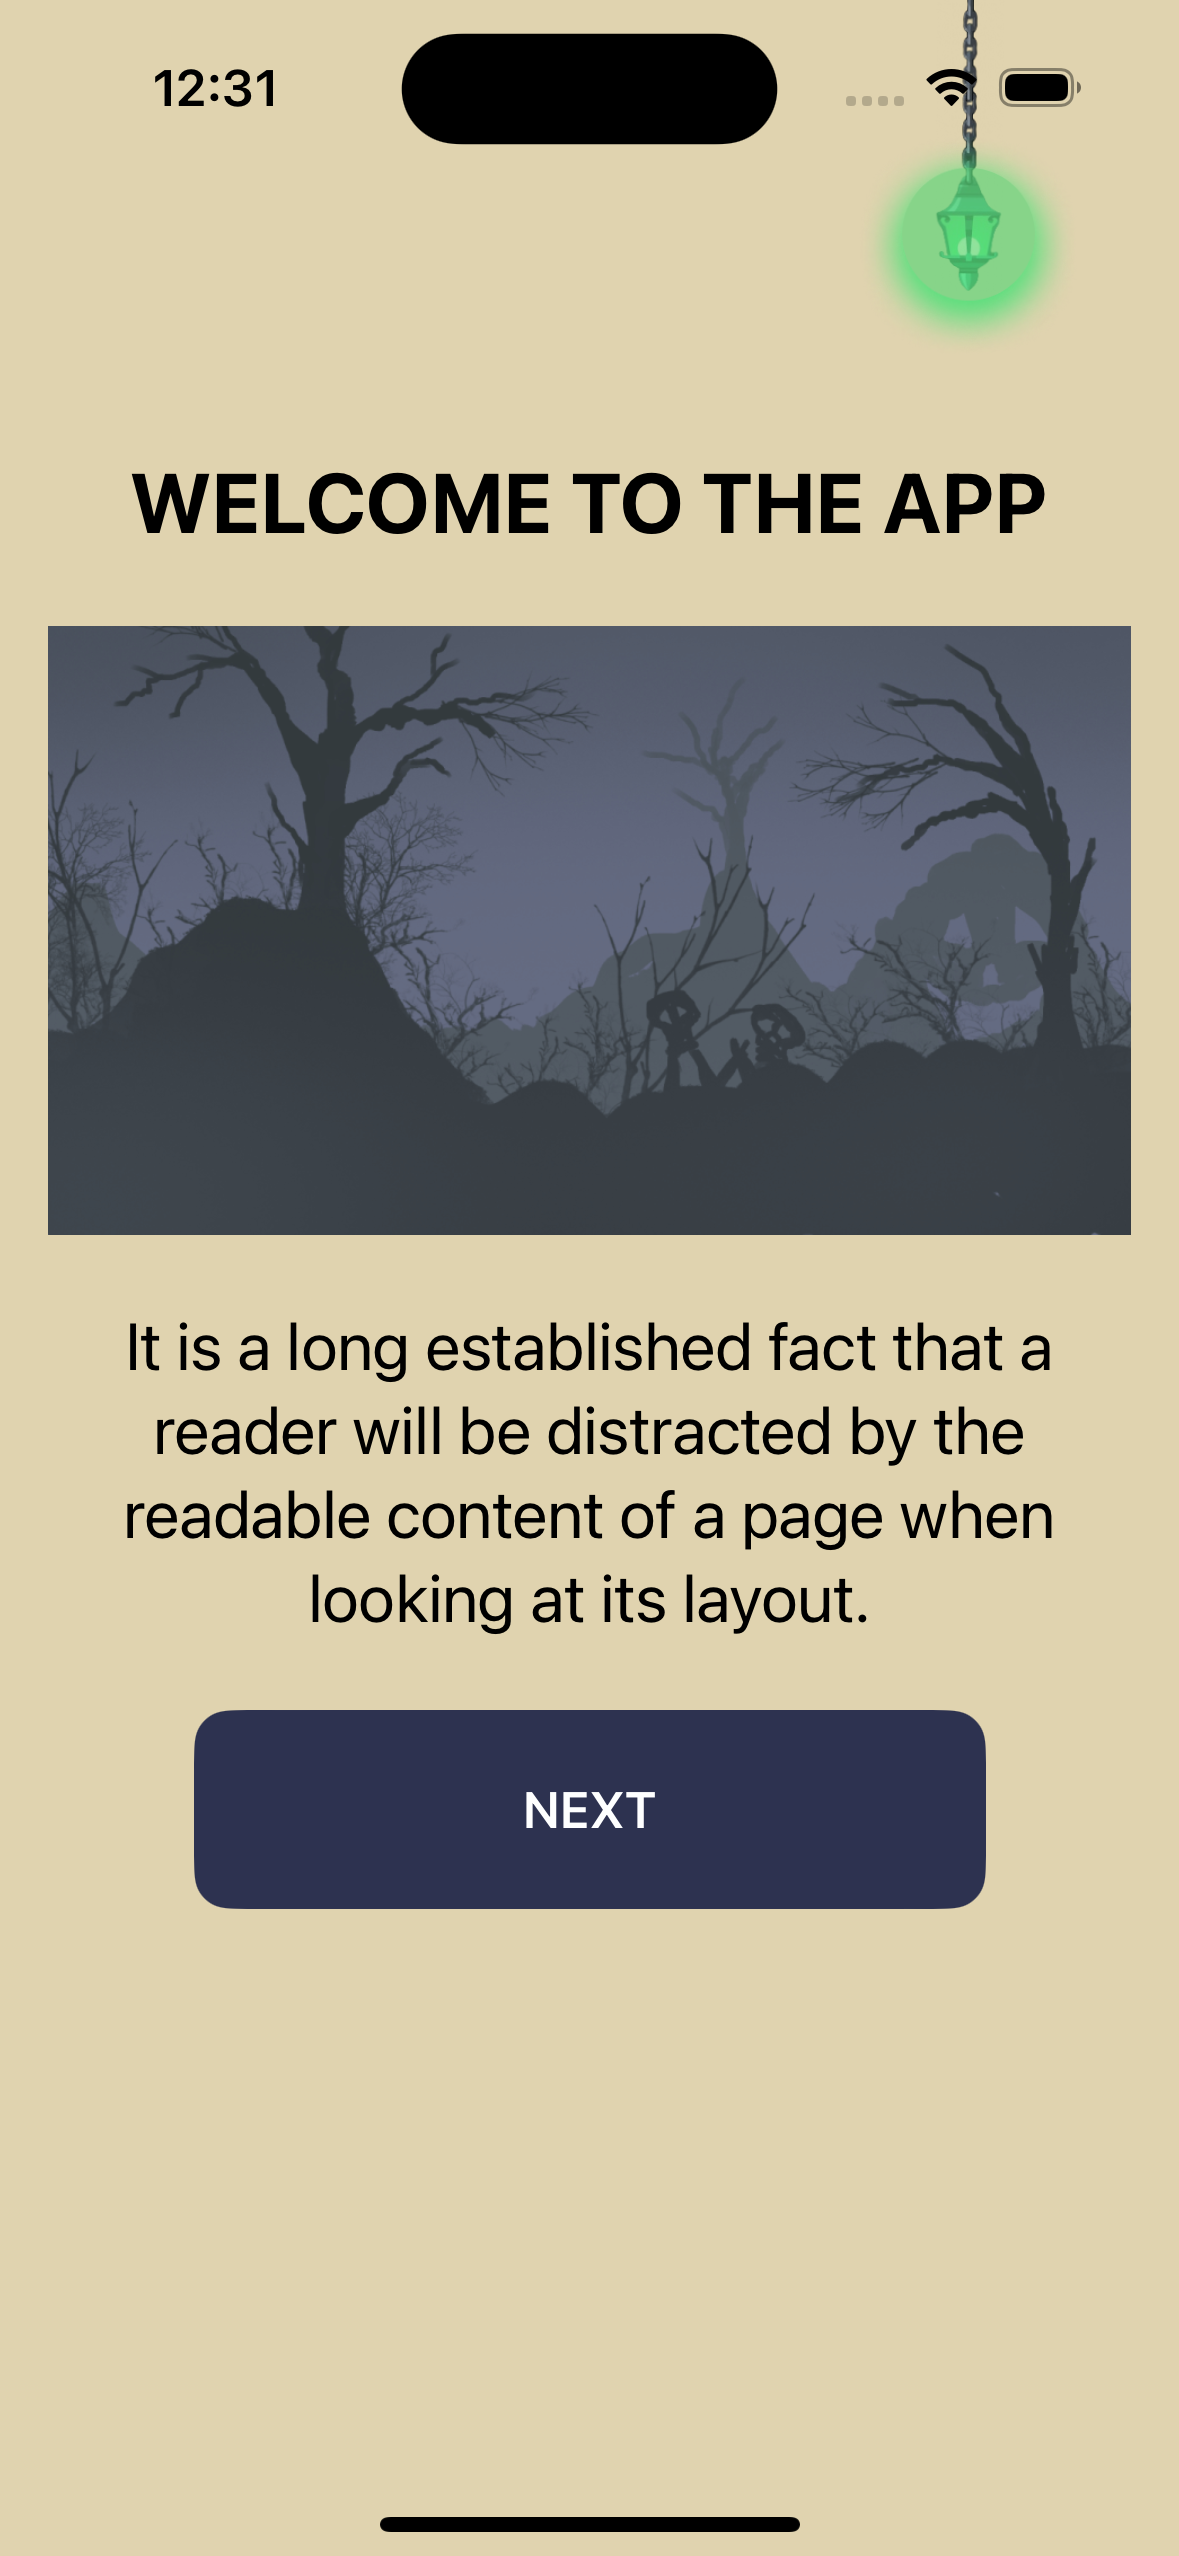 12:31
WELCOME TO THE APP
It is a long established fact that a
reader will be distracted by the
readable content of a page when
looking at its layout.
NEXT